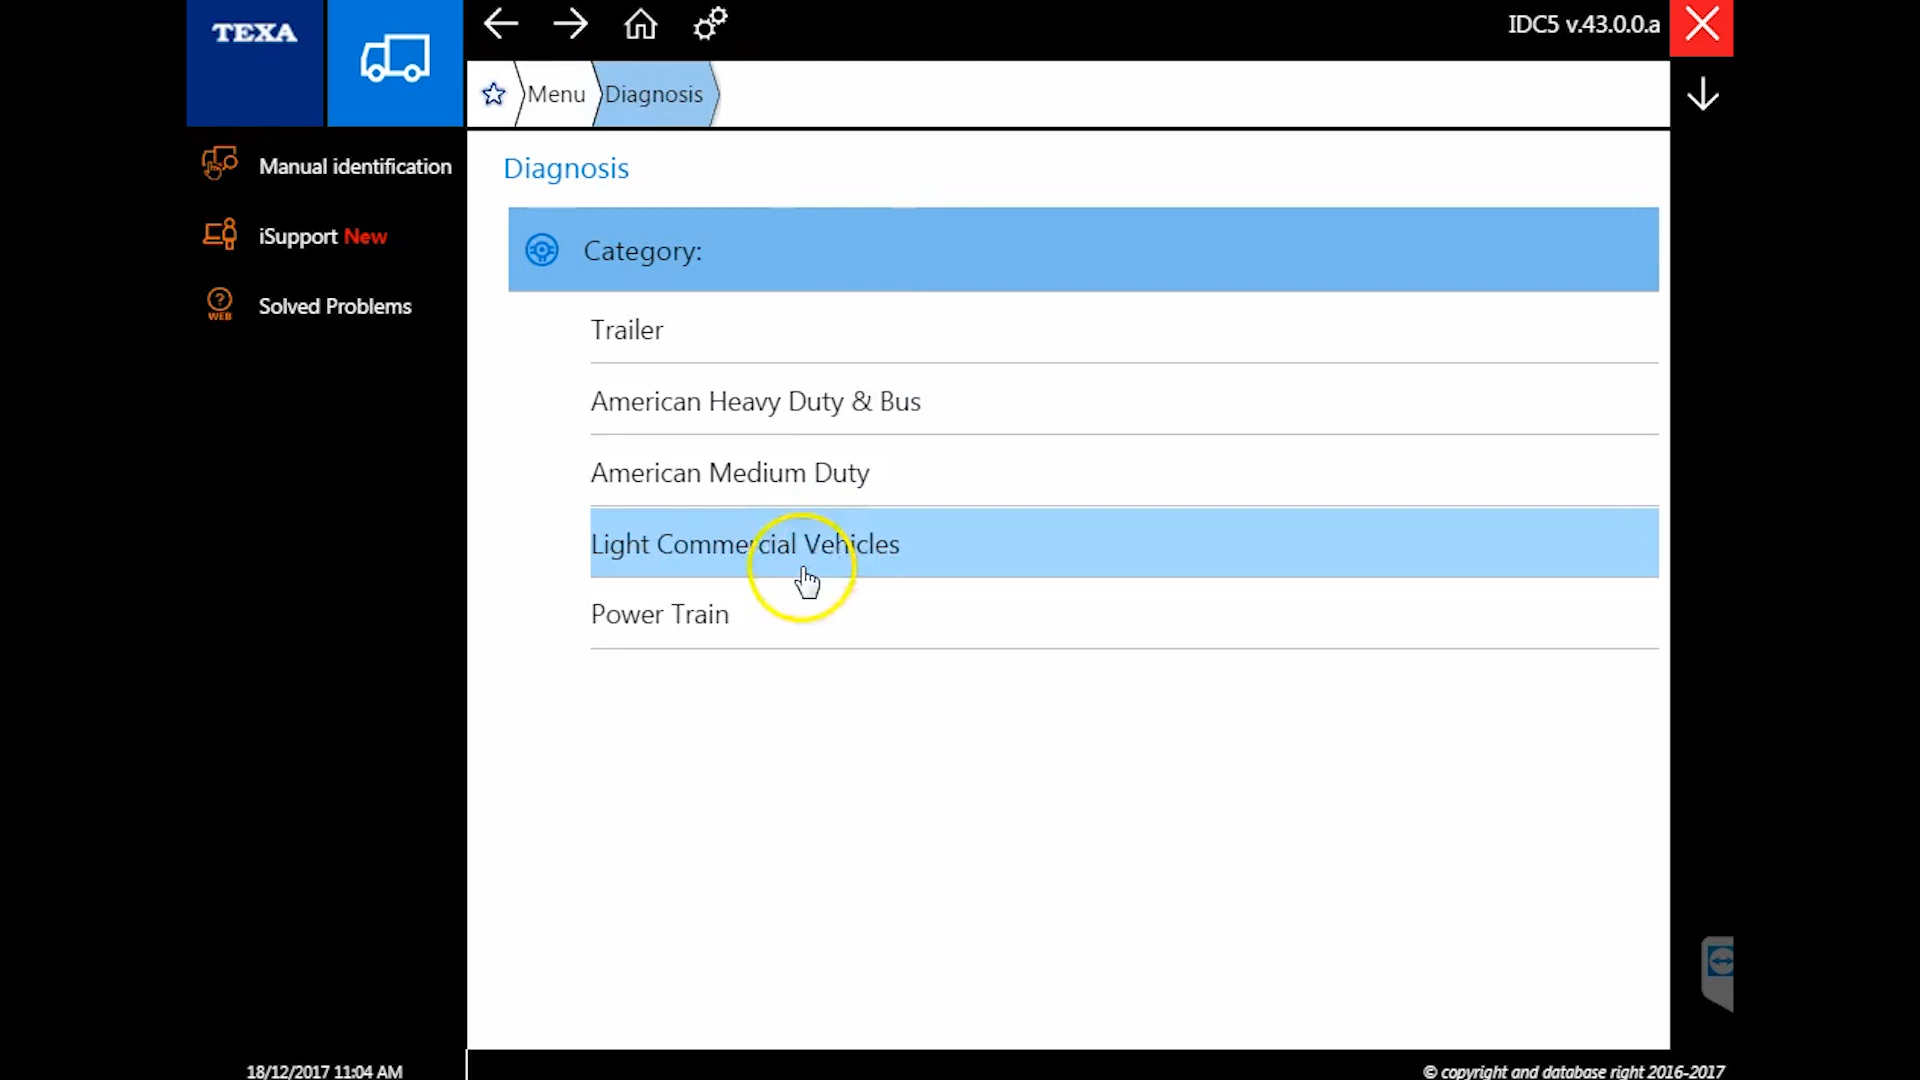 TEXA
IDC5 v.43.0.0.a
Menu
Diagnosis
Manual identification
iSupport New
WEB
Solved Problems
Diagnosis
Category:
Trailer
American Heavy Duty & Bus
American Medium Duty
Light Commercial Vehicles
Power Train
18/12/2017 11:04 AM
© copyright and database right 2016-2017